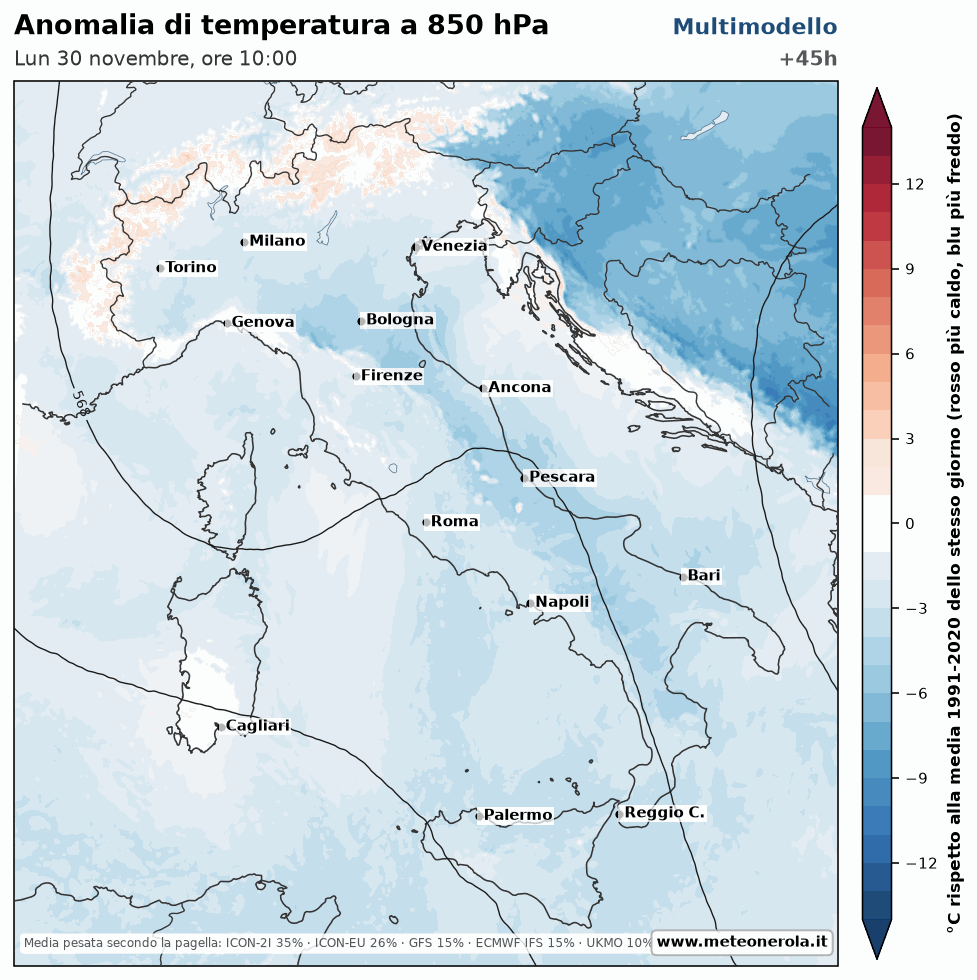 Anomalia di temperatura a 850 hPa
Multimodello
Lun 30 novembre, ore 10:00
+45h
Milano
Venezia
Torino
Genova
Bologna
Firenze
Ancona
Pescara
Roma
Bari
Napoli
Cagliari
Palermo
Reggio C.
12
9
6
3
0
−3
−6
−9
−12
°C rispetto alla media 1991-2020 dello stesso giorno (rosso più caldo, blu più freddo)
Media pesata secondo la pagella: ICON-2I 35% · ICON-EU 26% · GFS 15% · ECMWF IFS 15% · UKMO 10%
www.meteonerola.it